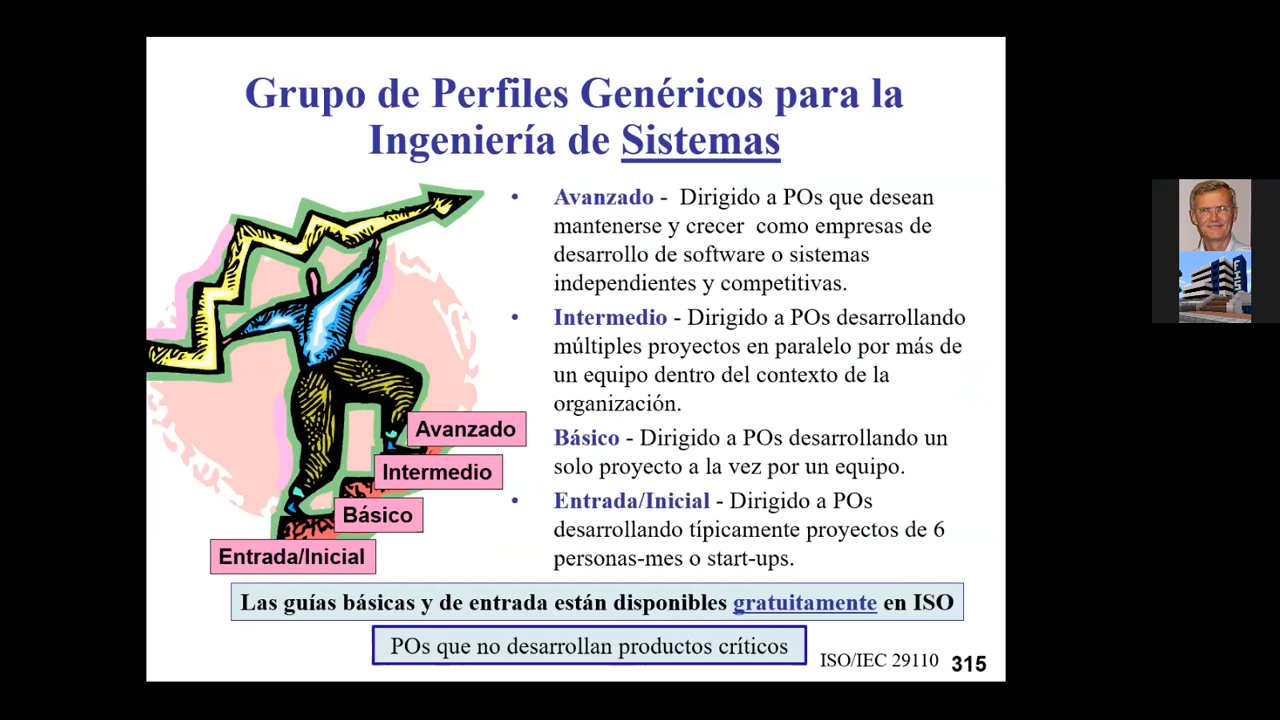 Grupo de Perfiles Genéricos para la
Ingeniería de Sistemas
• Avanzado - Dirigido a POs que desean
mantenerse y crecer como empresas de
desarrollo de software o sistemas
independientes y competitivas.
• Intermedio - Dirigido a POs desarrollando
múltiples proyectos en paralelo por más de
un equipo dentro del contexto de la
organización.
Básico - Dirigido a POs desarrollando un
solo proyecto a la vez por un equipo.
• Entrada/Inicial - Dirigido a POs
desarrollando típicamente proyectos de 6
personas-mes o start-ups.
Avanzado
Intermedio
Básico
Entrada/Inicial
Las guías básicas y de entrada están disponibles gratuitamente en ISO
POs que no desarrollan productos críticos
ISO/IEC 29110 315